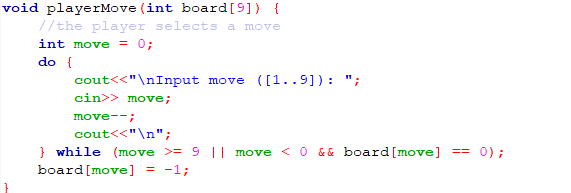 void playerMove(int board[9]) {
    //the player selects a move
    int move = 0;
    do {
        cout<<"\nInput move ([1..9]): ";
        cin>> move;
        move--;
        cout<<"\n";
    } while (move >= 9 || move < 0 && board[move] == 0);
    board[move] = -1;
}